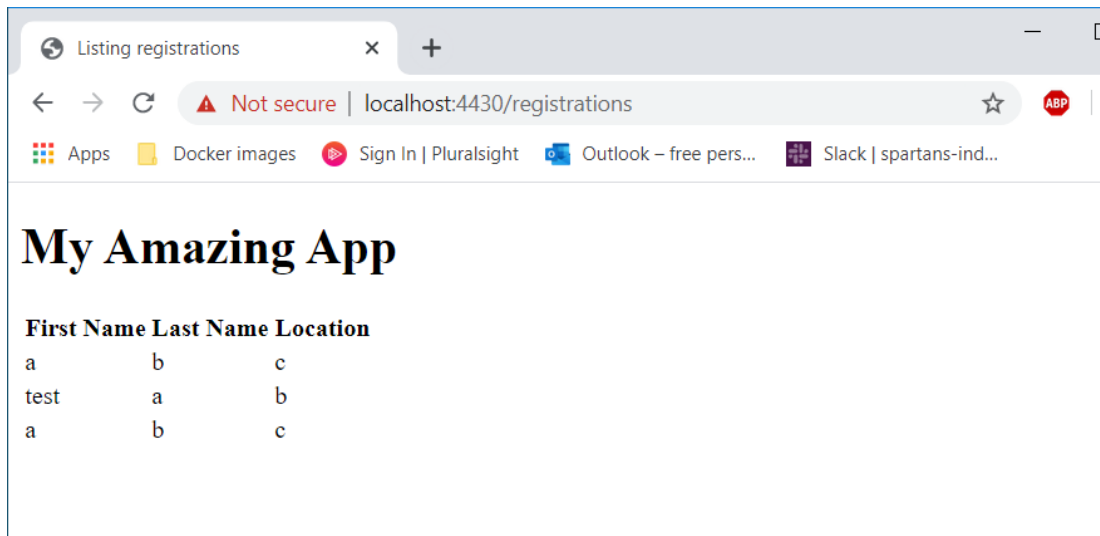 Listing registrations
Not secure | localhost:4430/registrations ABP
Apps Docker images Sign In | Pluralsight Outlook – free pers... Slack | spartans-ind...
My Amazing App
First Name Last Name Location
a b c
test a b
a b c